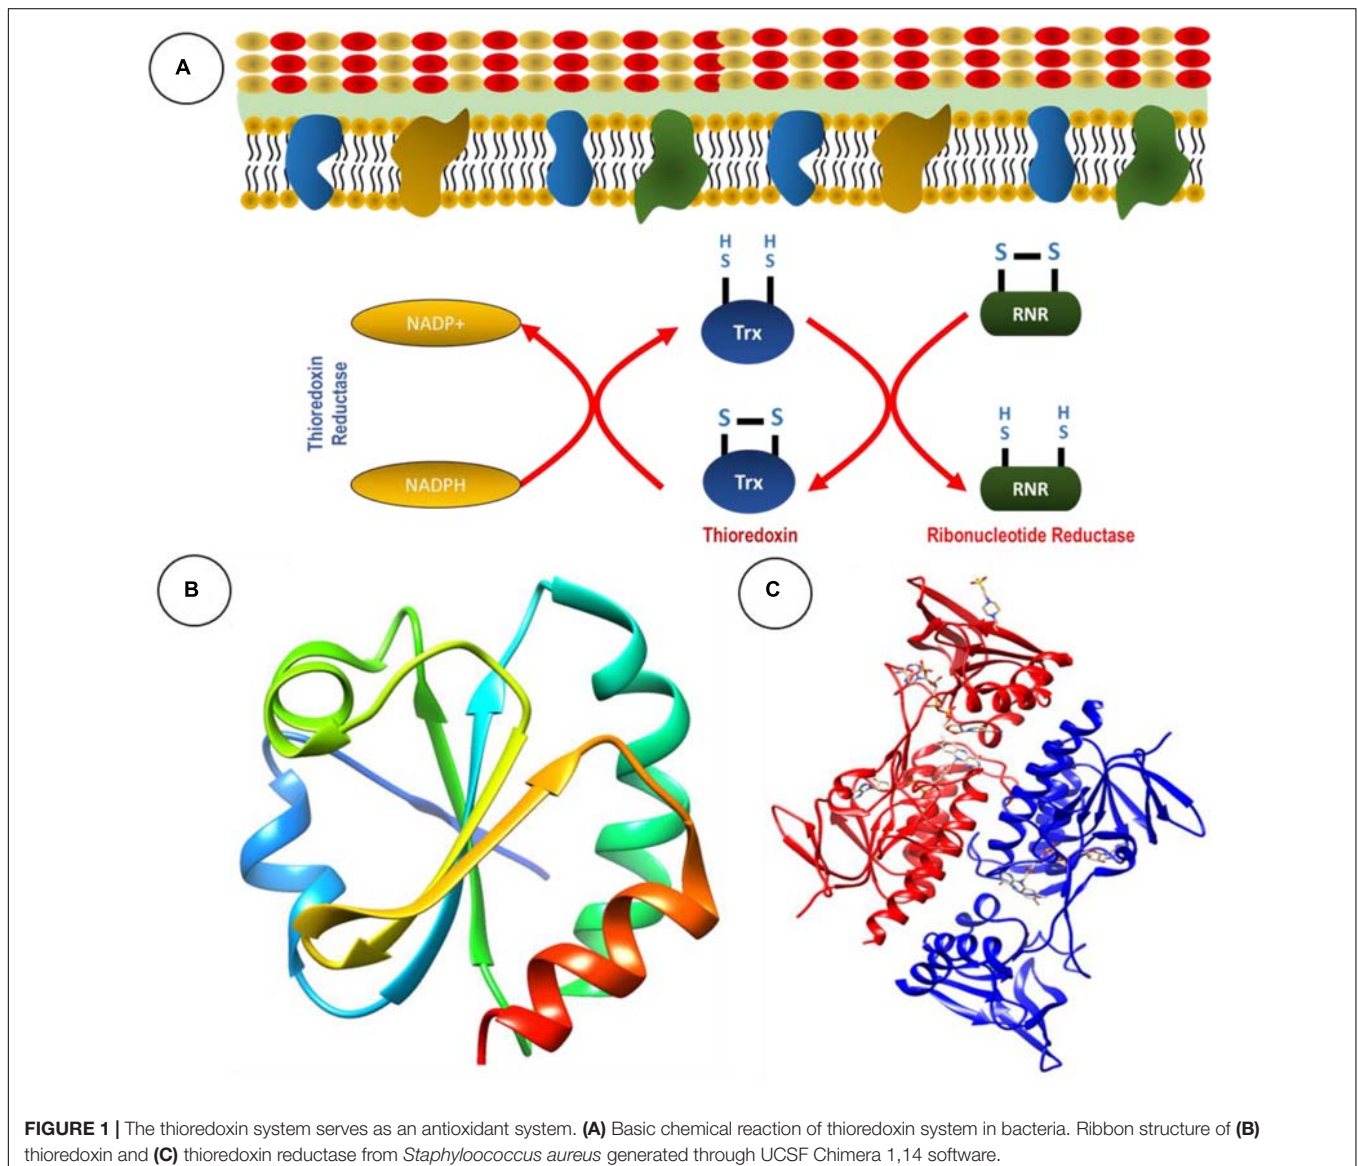 A
H H
S S
S S
NADP+
Trx
RNR
Thioredoxin
Reductase
H H
S S
S S
NADPH
Trx
RNR
Thioredoxin
Ribonucleotide Reductase
B
C
FIGURE 1 | The thioredoxin system serves as an antioxidant system. (A) Basic chemical reaction of thioredoxin system in bacteria. Ribbon structure of (B)
thioredoxin and (C) thioredoxin reductase from Staphyloococcus aureus generated through UCSF Chimera 1,14 software.